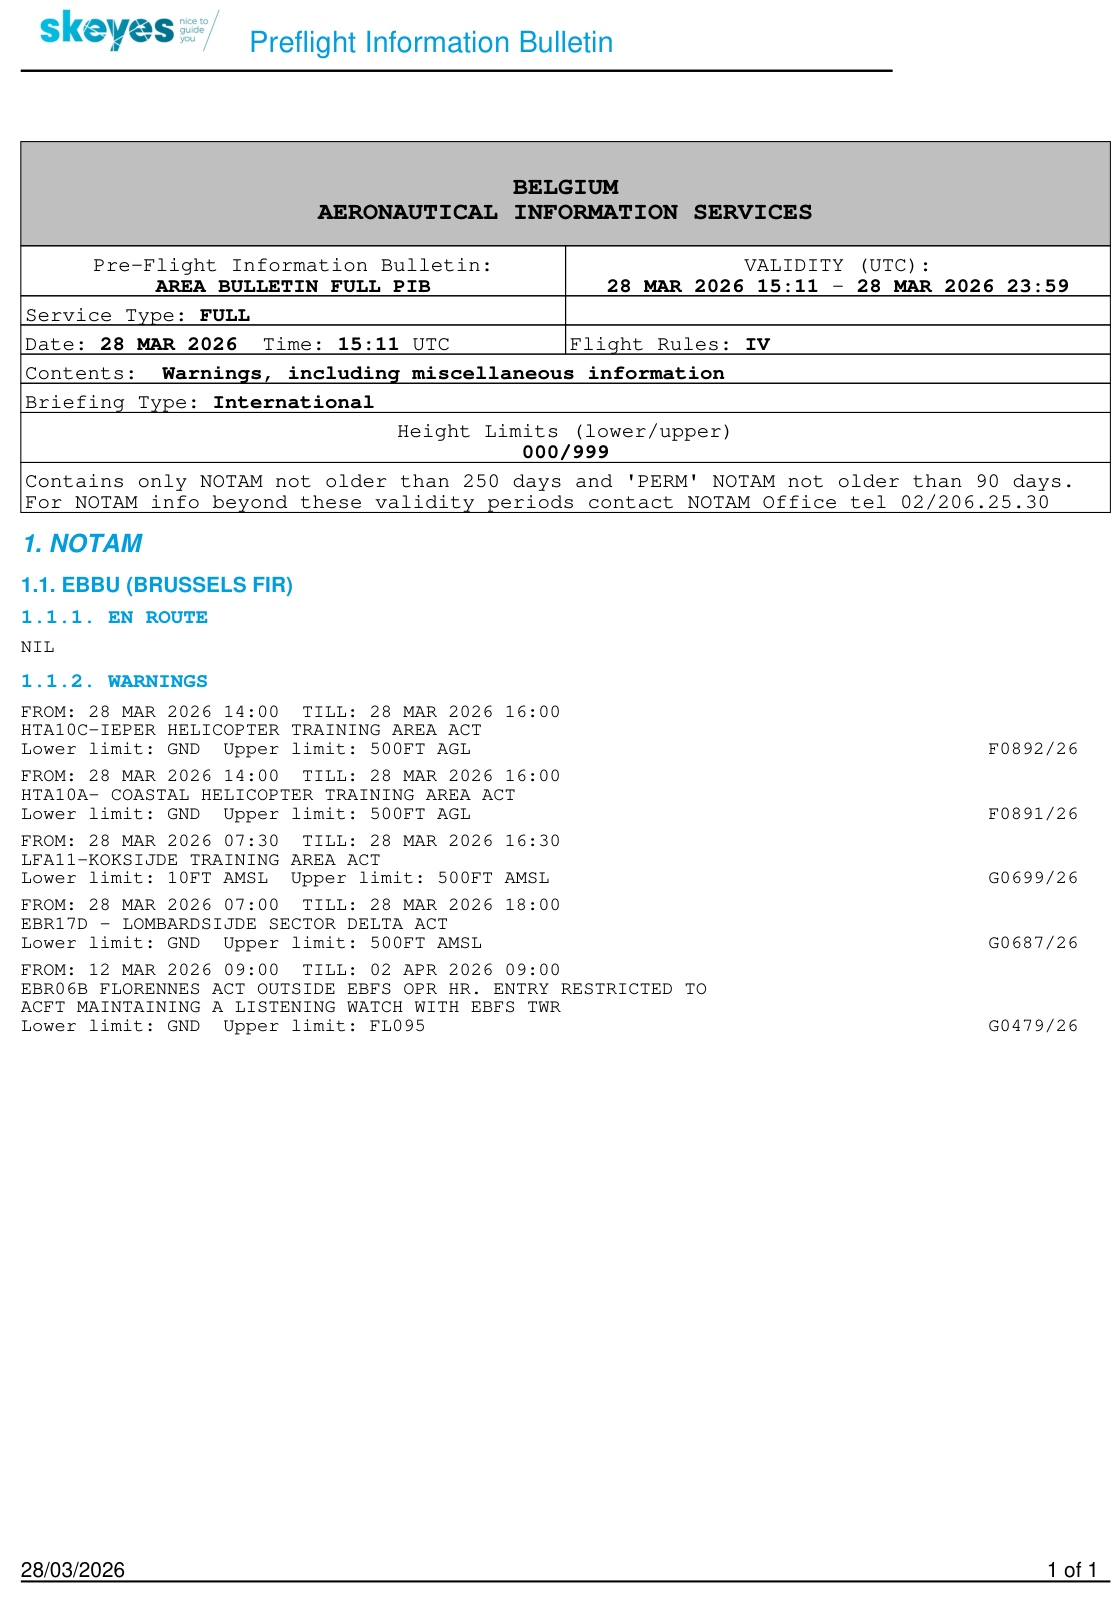 skeyes nice to guide you
Preflight Information Bulletin
BELGIUM
AERONAUTICAL INFORMATION SERVICES
Pre-Flight Information Bulletin:
AREA BULLETIN FULL PIB
VALIDITY (UTC):
28 MAR 2026 15:11 - 28 MAR 2026 23:59
Service Type: FULL
Date: 28 MAR 2026 Time: 15:11 UTC
Flight Rules: IV
Contents: Warnings, including miscellaneous information
Briefing Type: International
Height Limits (lower/upper)
000/999
Contains only NOTAM not older than 250 days and 'PERM' NOTAM not older than 90 days.
For NOTAM info beyond these validity periods contact NOTAM Office tel 02/206.25.30
1. NOTAM
1.1. EBBU (BRUSSELS FIR)
1.1.1. EN ROUTE
NIL
1.1.2. WARNINGS
FROM: 28 MAR 2026 14:00 TILL: 28 MAR 2026 16:00
HTA10C-IEPER HELICOPTER TRAINING AREA ACT
Lower limit: GND Upper limit: 500FT AGL F0892/26
FROM: 28 MAR 2026 14:00 TILL: 28 MAR 2026 16:00
HTA10A- COASTAL HELICOPTER TRAINING AREA ACT
Lower limit: GND Upper limit: 500FT AGL F0891/26
FROM: 28 MAR 2026 07:30 TILL: 28 MAR 2026 16:30
LFA11-KOKSIJDE TRAINING AREA ACT
Lower limit: 10FT AMSL Upper limit: 500FT AMSL G0699/26
FROM: 28 MAR 2026 07:00 TILL: 28 MAR 2026 18:00
EBR17D - LOMBARDSIJDE SECTOR DELTA ACT
Lower limit: GND Upper limit: 500FT AMSL G0687/26
FROM: 12 MAR 2026 09:00 TILL: 02 APR 2026 09:00
EBR06B FLORENNES ACT OUTSIDE EBFS OPR HR. ENTRY RESTRICTED TO
ACFT MAINTAINING A LISTENING WATCH WITH EBFS TWR
Lower limit: GND Upper limit: FL095 G0479/26
28/03/2026 1 of 1